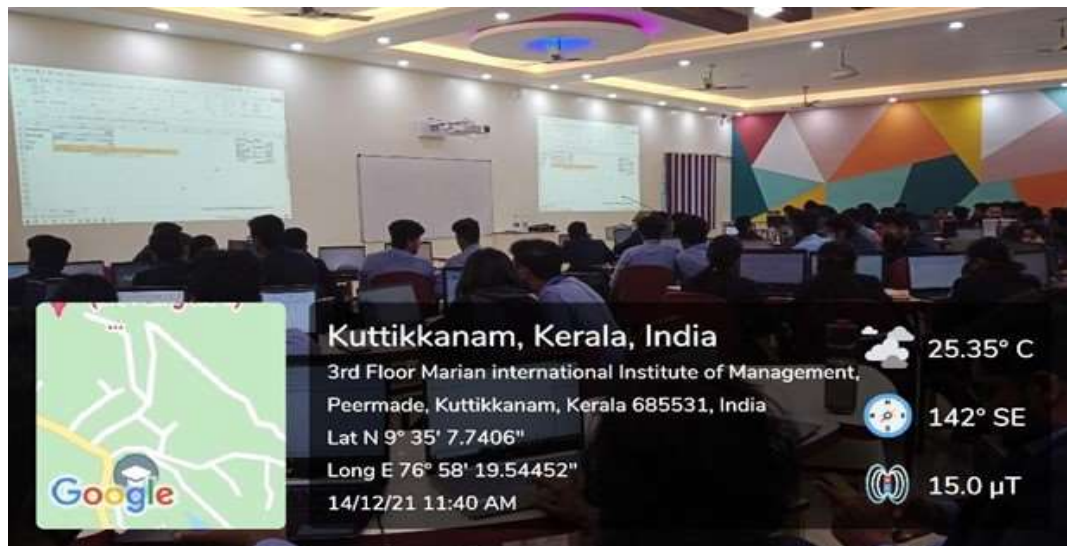 Kuttikkanam, Kerala, India
3rd Floor Marian international Institute of Management,
Peermade, Kuttikkanam, Kerala 685531, India
Lat N 9° 35' 7.7406"
Long E 76° 58' 19.54452"
14/12/21 11:40 AM
25.35° C
142° SE
15.0 µT
Google